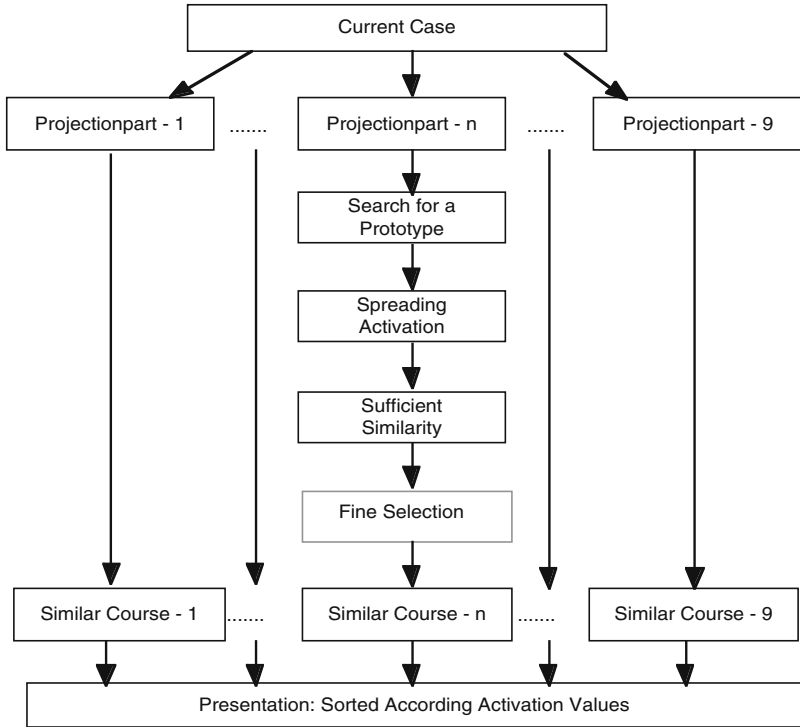 Current Case
Projectionpart - 1
.......
Projectionpart - n
.......
Projectionpart - 9
Search for a
Prototype
Spreading
Activation
Sufficient
Similarity
Fine Selection
Similar Course - 1
.......
Similar Course - n
.......
Similar Course - 9
Presentation: Sorted According Activation Values